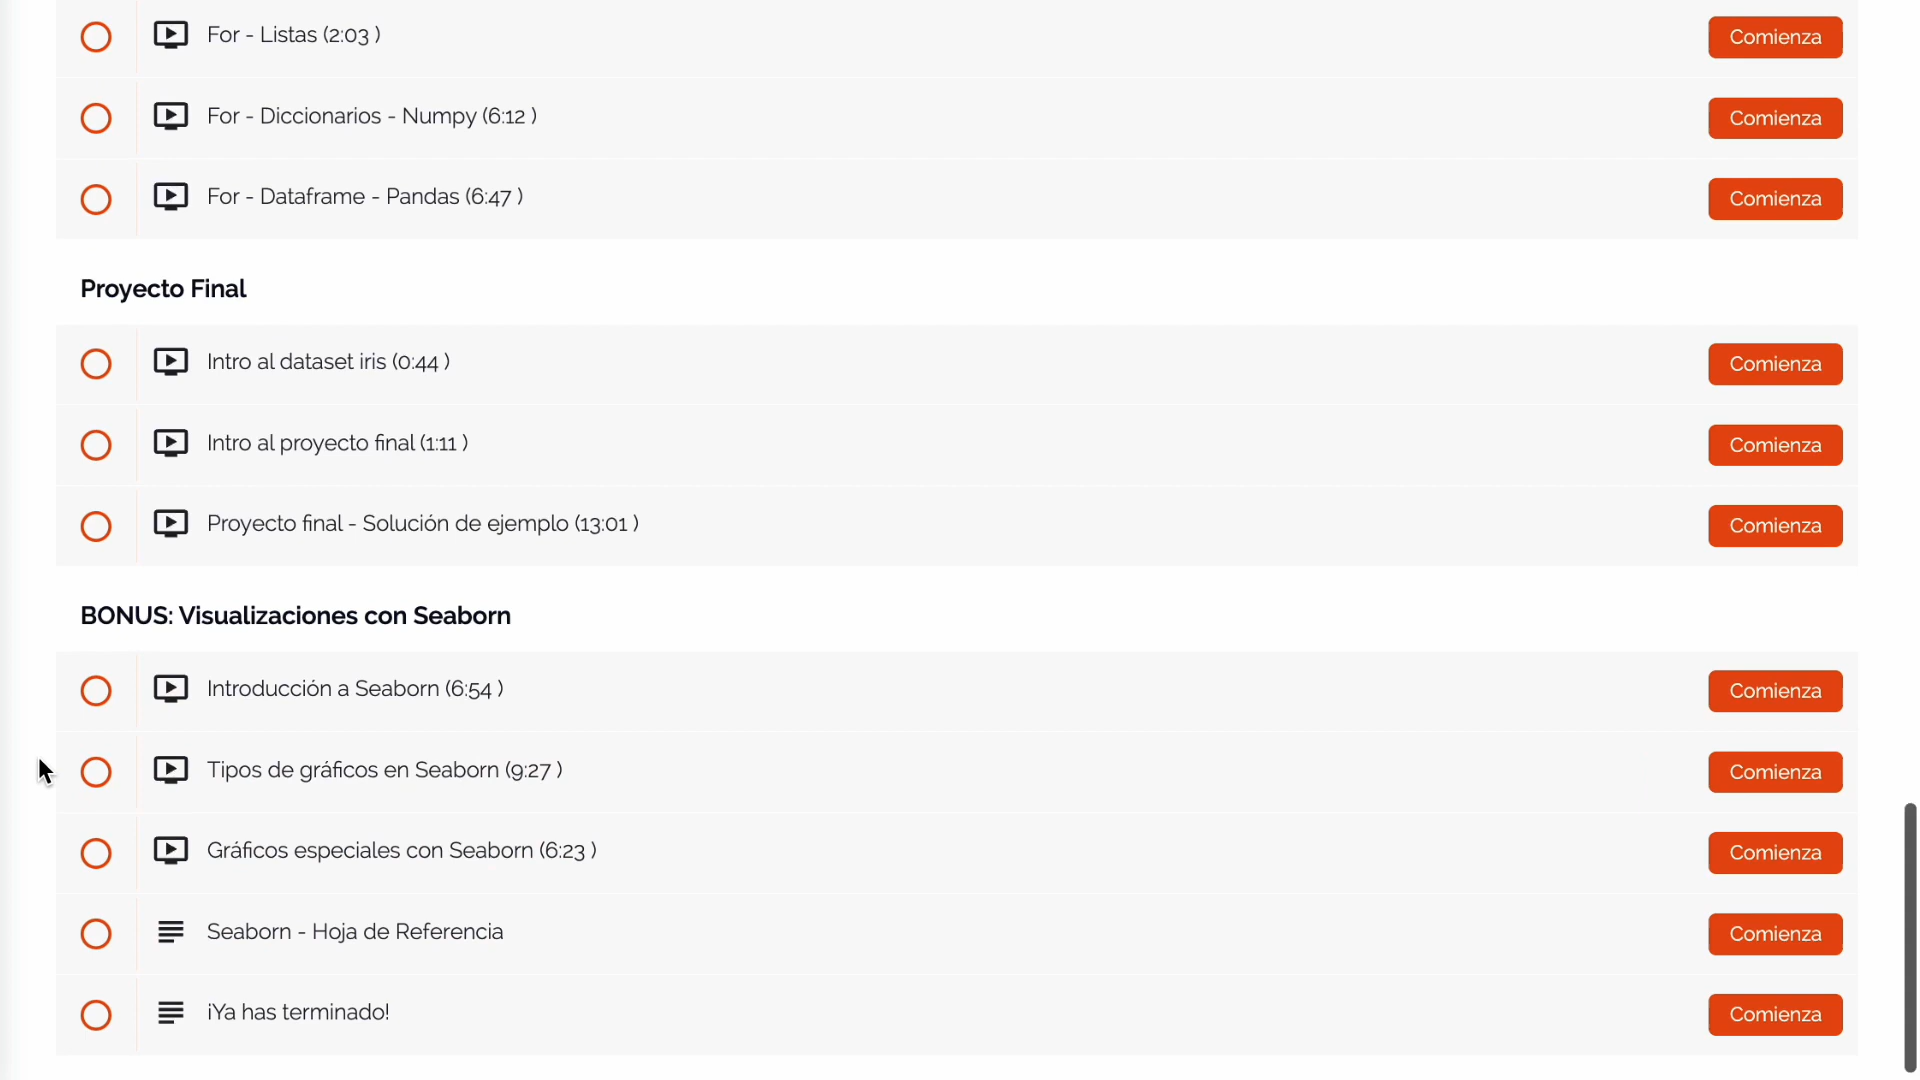 For - Listas (2:03 )
Comienza
For - Diccionarios - Numpy (6:12 )
Comienza
For - Dataframe - Pandas (6:47 )
Comienza
Proyecto Final
Intro al dataset iris (0:44 )
Comienza
Intro al proyecto final (1:11 )
Comienza
Proyecto final - Solución de ejemplo (13:01 )
Comienza
BONUS: Visualizaciones con Seaborn
Introducción a Seaborn (6:54 )
Comienza
Tipos de gráficos en Seaborn (9:27 )
Comienza
Gráficos especiales con Seaborn (6:23 )
Comienza
Seaborn - Hoja de Referencia
Comienza
¡Ya has terminado!
Comienza